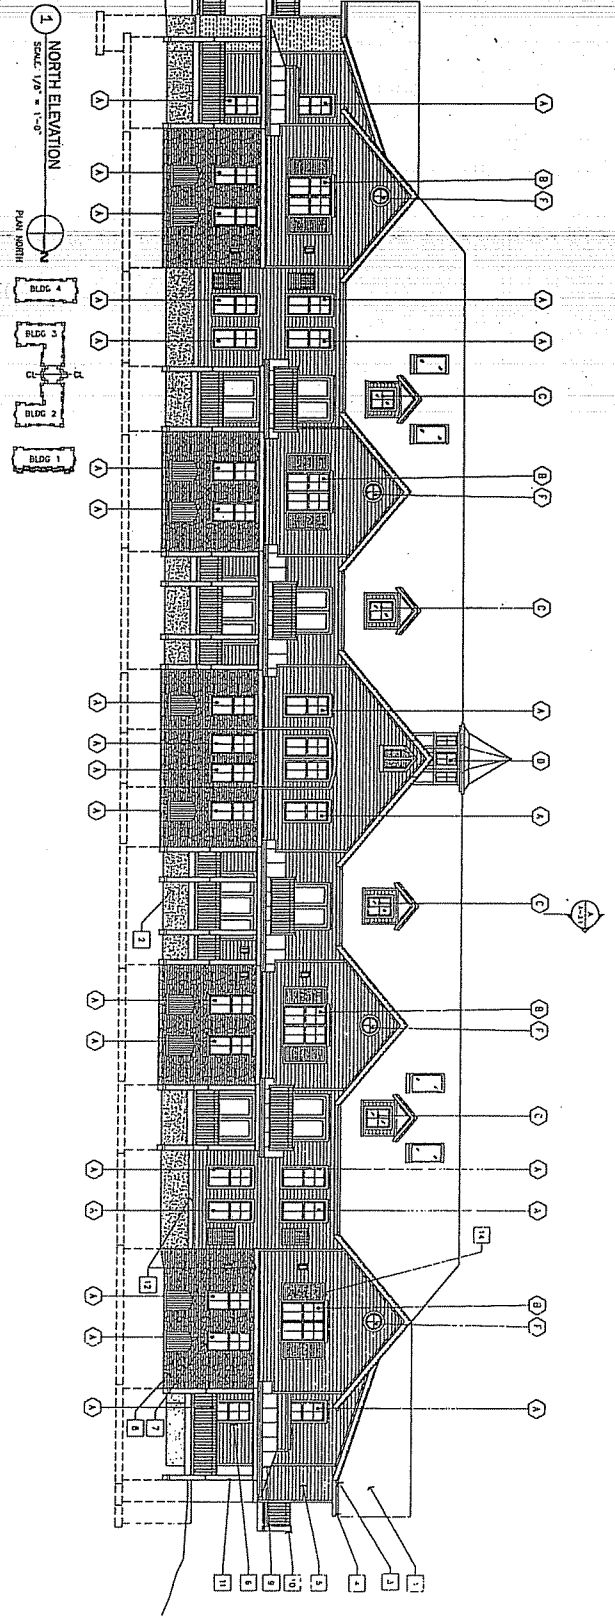 A
A B F A A C B F C A D A C B F C A A B F A
14
1
3
4
5
10
9
6
11
2
12
8
7
A A A A A A A A A A A A A A A A A A
1
NORTH ELEVATION
SCALE: 1/8" = 1'-0"
N
PLAN NORTH
BLDG 4
BLDG 3
CL
CL
BLDG 2
BLDG 1